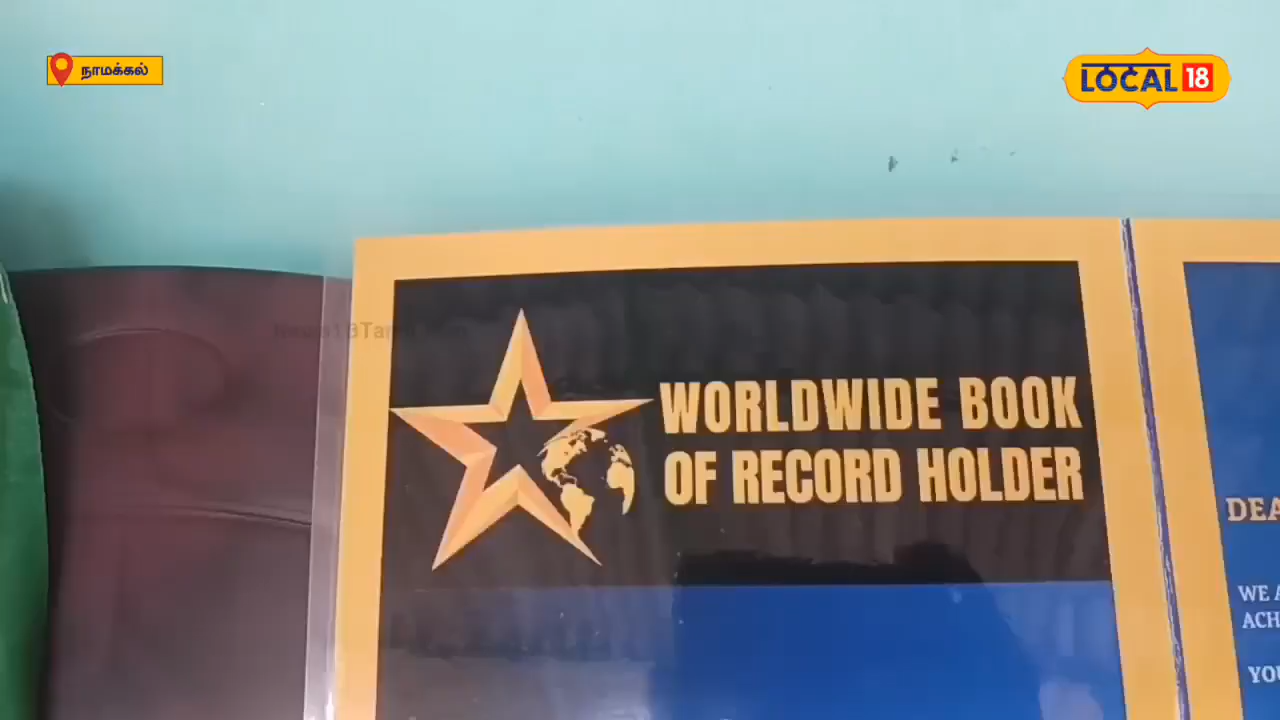 நாமக்கல்
LOCAL 18
WORLDWIDE BOOK
OF RECORD HOLDER
DEA
WE A
ACH
YOU